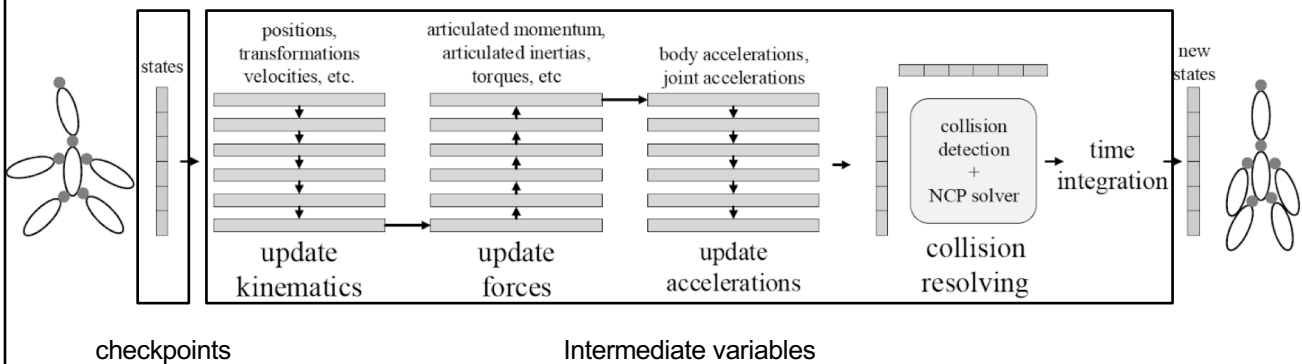 states
positions,
transformations
velocities, etc.
update
kinematics
articulated momentum,
articulated inertias,
torques, etc
update
forces
body accelerations,
joint accelerations
update
accelerations
collision
detection
+
NCP solver
collision
resolving
time
integration
new
states
checkpoints
Intermediate variables